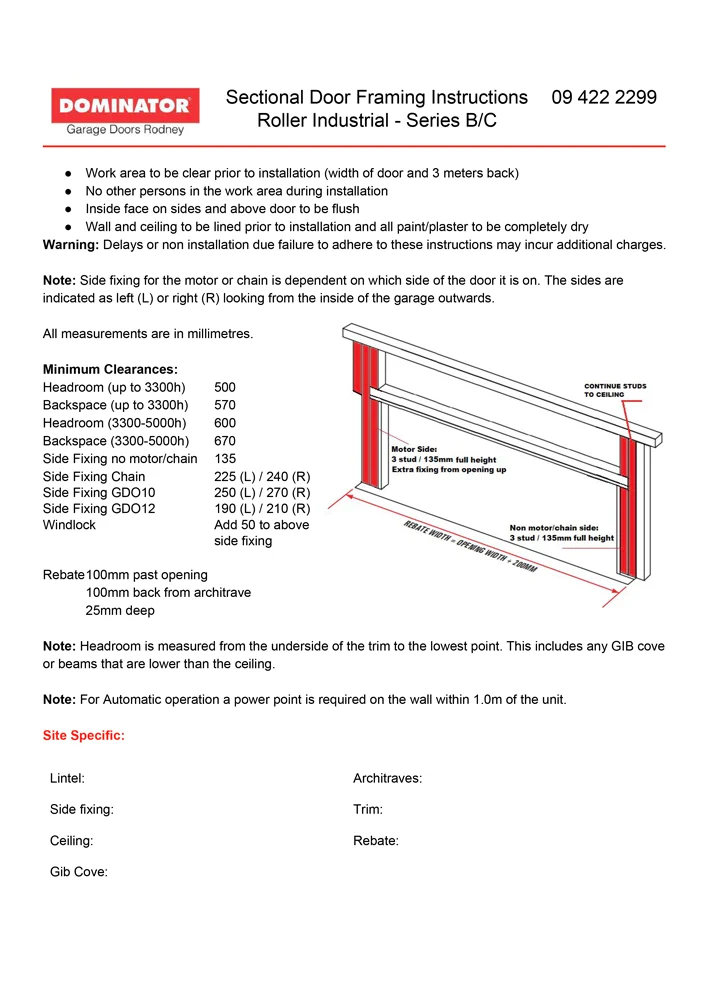 DOMINATOR
Garage Doors Rodney
Sectional Door Framing Instructions 09 422 2299
Roller Industrial - Series B/C
● Work area to be clear prior to installation (width of door and 3 meters back)
● No other persons in the work area during installation
● Inside face on sides and above door to be flush
● Wall and ceiling to be lined prior to installation and all paint/plaster to be completely dry
Warning: Delays or non installation due failure to adhere to these instructions may incur additional charges.
Note: Side fixing for the motor or chain is dependent on which side of the door it is on. The sides are
indicated as left (L) or right (R) looking from the inside of the garage outwards.
All measurements are in millimetres.
Minimum Clearances:
Headroom (up to 3300h) 500
Backspace (up to 3300h) 570
Headroom (3300-5000h) 600
Backspace (3300-5000h) 670
Side Fixing no motor/chain 135
Side Fixing Chain 225 (L) / 240 (R)
Side Fixing GDO10 250 (L) / 270 (R)
Side Fixing GDO12 190 (L) / 210 (R)
Windlock Add 50 to above
side fixing
CONTINUE STUDS
TO CEILING
Motor Side:
3 stud / 135mm full height
Extra fixing from opening up
Non motor/chain side:
3 stud / 135mm full height
REBATE WIDTH = OPENING WIDTH + 200MM
Rebate 100mm past opening
100mm back from architrave
25mm deep
Note: Headroom is measured from the underside of the trim to the lowest point. This includes any GIB cove
or beams that are lower than the ceiling.
Note: For Automatic operation a power point is required on the wall within 1.0m of the unit.
Site Specific:
Lintel: Architraves:
Side fixing: Trim:
Ceiling: Rebate:
Gib Cove: